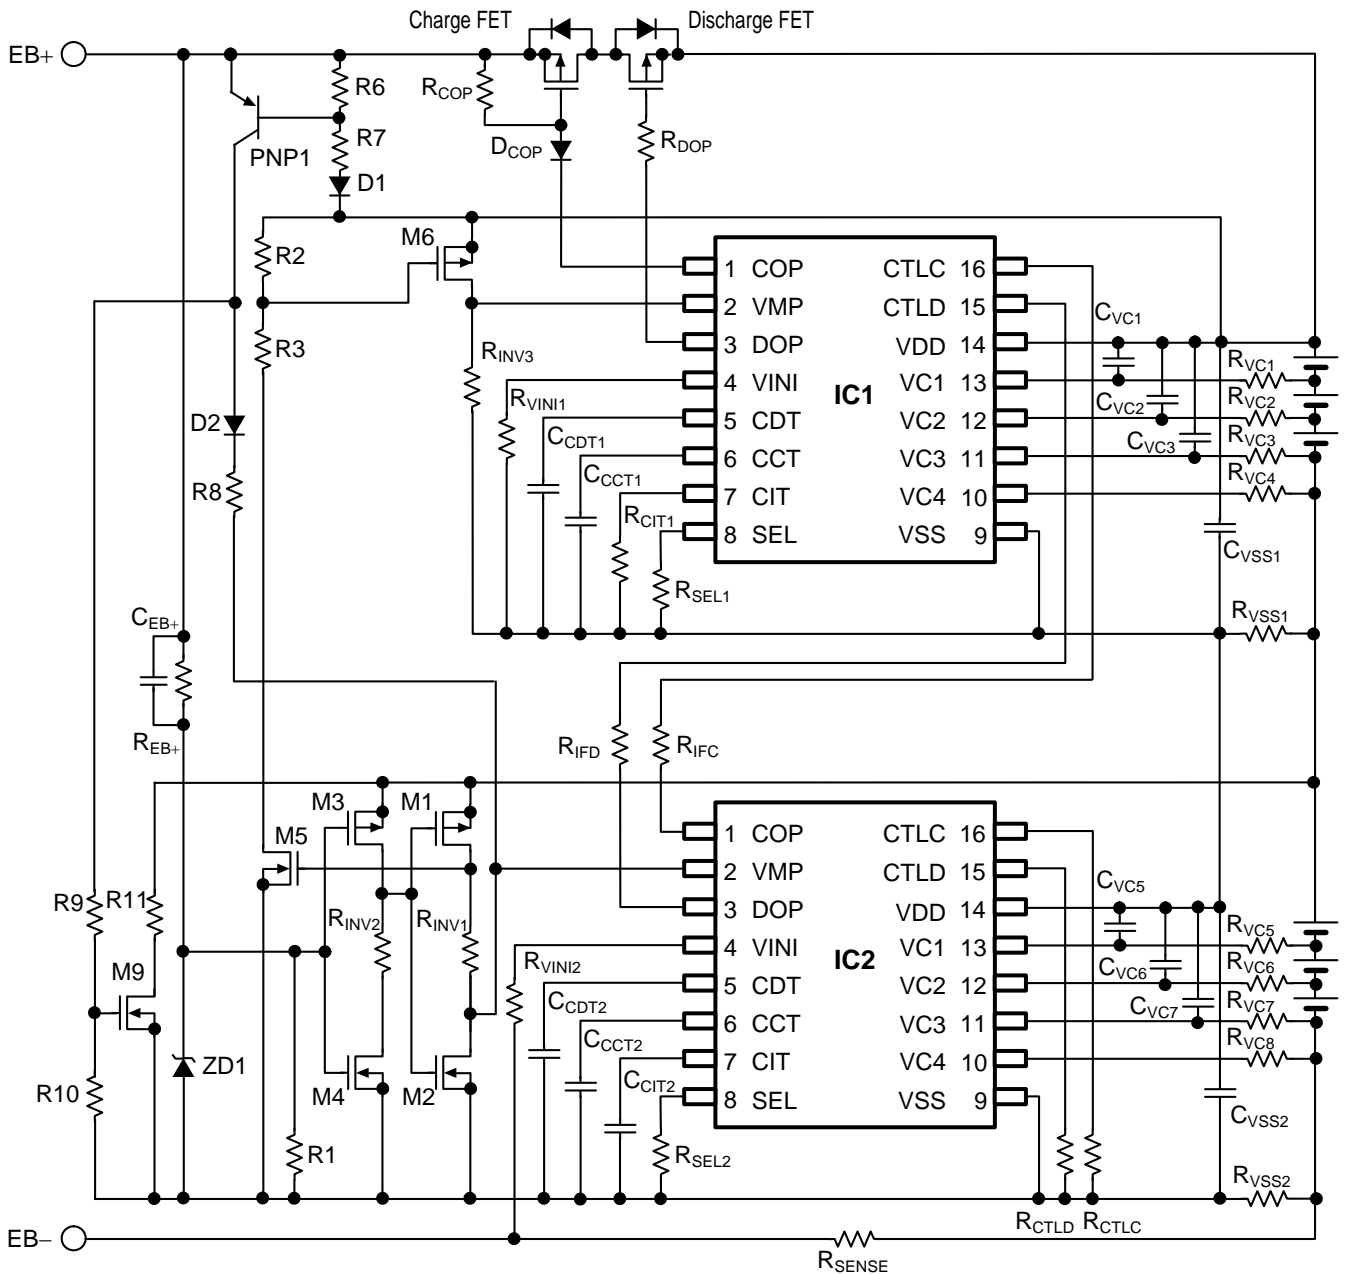 Charge FET
Discharge FET
EB+
R6
RCOP
R7
PNP1
DCOP
RDOP
D1
M6
R2
1 COP
CTLC 16
2 VMP
CTLD 15
CVC1
R3
RINV3
3 DOP
VDD 14
RVC1
4 VINI
IC1
VC1 13
RVINI1
CVC2
RVC2
D2
5 CDT
VC2 12
CCDT1
CVC3
RVC3
6 CCT
VC3 11
CCCT1
RVC4
R8
7 CIT
VC4 10
RCIT1
8 SEL
VSS 9
CVSS1
RSEL1
CEB+
RVSS1
REB+
RIFD
RIFC
M3
M1
M5
1 COP
CTLC 16
2 VMP
CTLD 15
CVC5
R9
R11
RINV2
RINV1
3 DOP
VDD 14
RVC5
4 VINI
IC2
VC1 13
RVINI2
M9
CVC6
RVC6
5 CDT
VC2 12
CCDT2
CVC7
RVC7
6 CCT
VC3 11
CCCT2
RVC8
ZD1
7 CIT
VC4 10
R10
M4
M2
CCIT2
8 SEL
VSS 9
CVSS2
R1
RSEL2
RVSS2
RCTLD
RCTLC
EB−
RSENSE